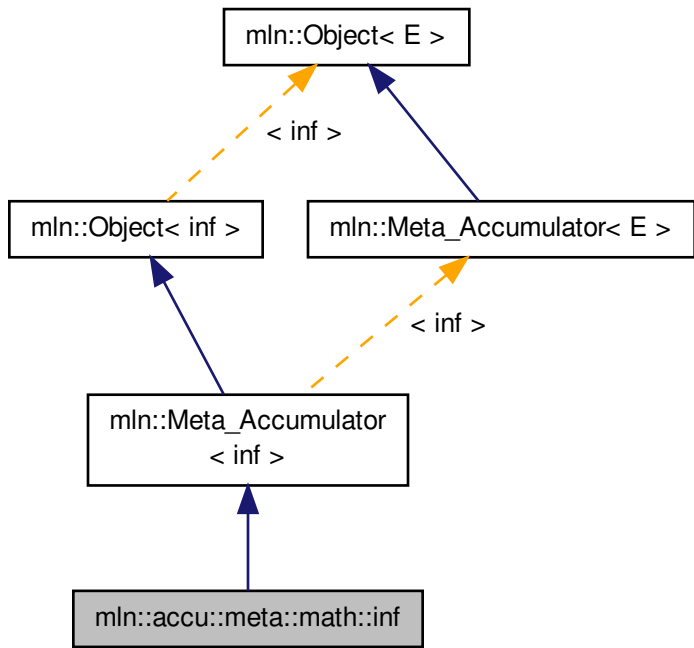 mln::Object< E >
< inf >
mln::Object< inf >
mln::Meta_Accumulator< E >
< inf >
mln::Meta_Accumulator
< inf >
mln::accu::meta::math::inf